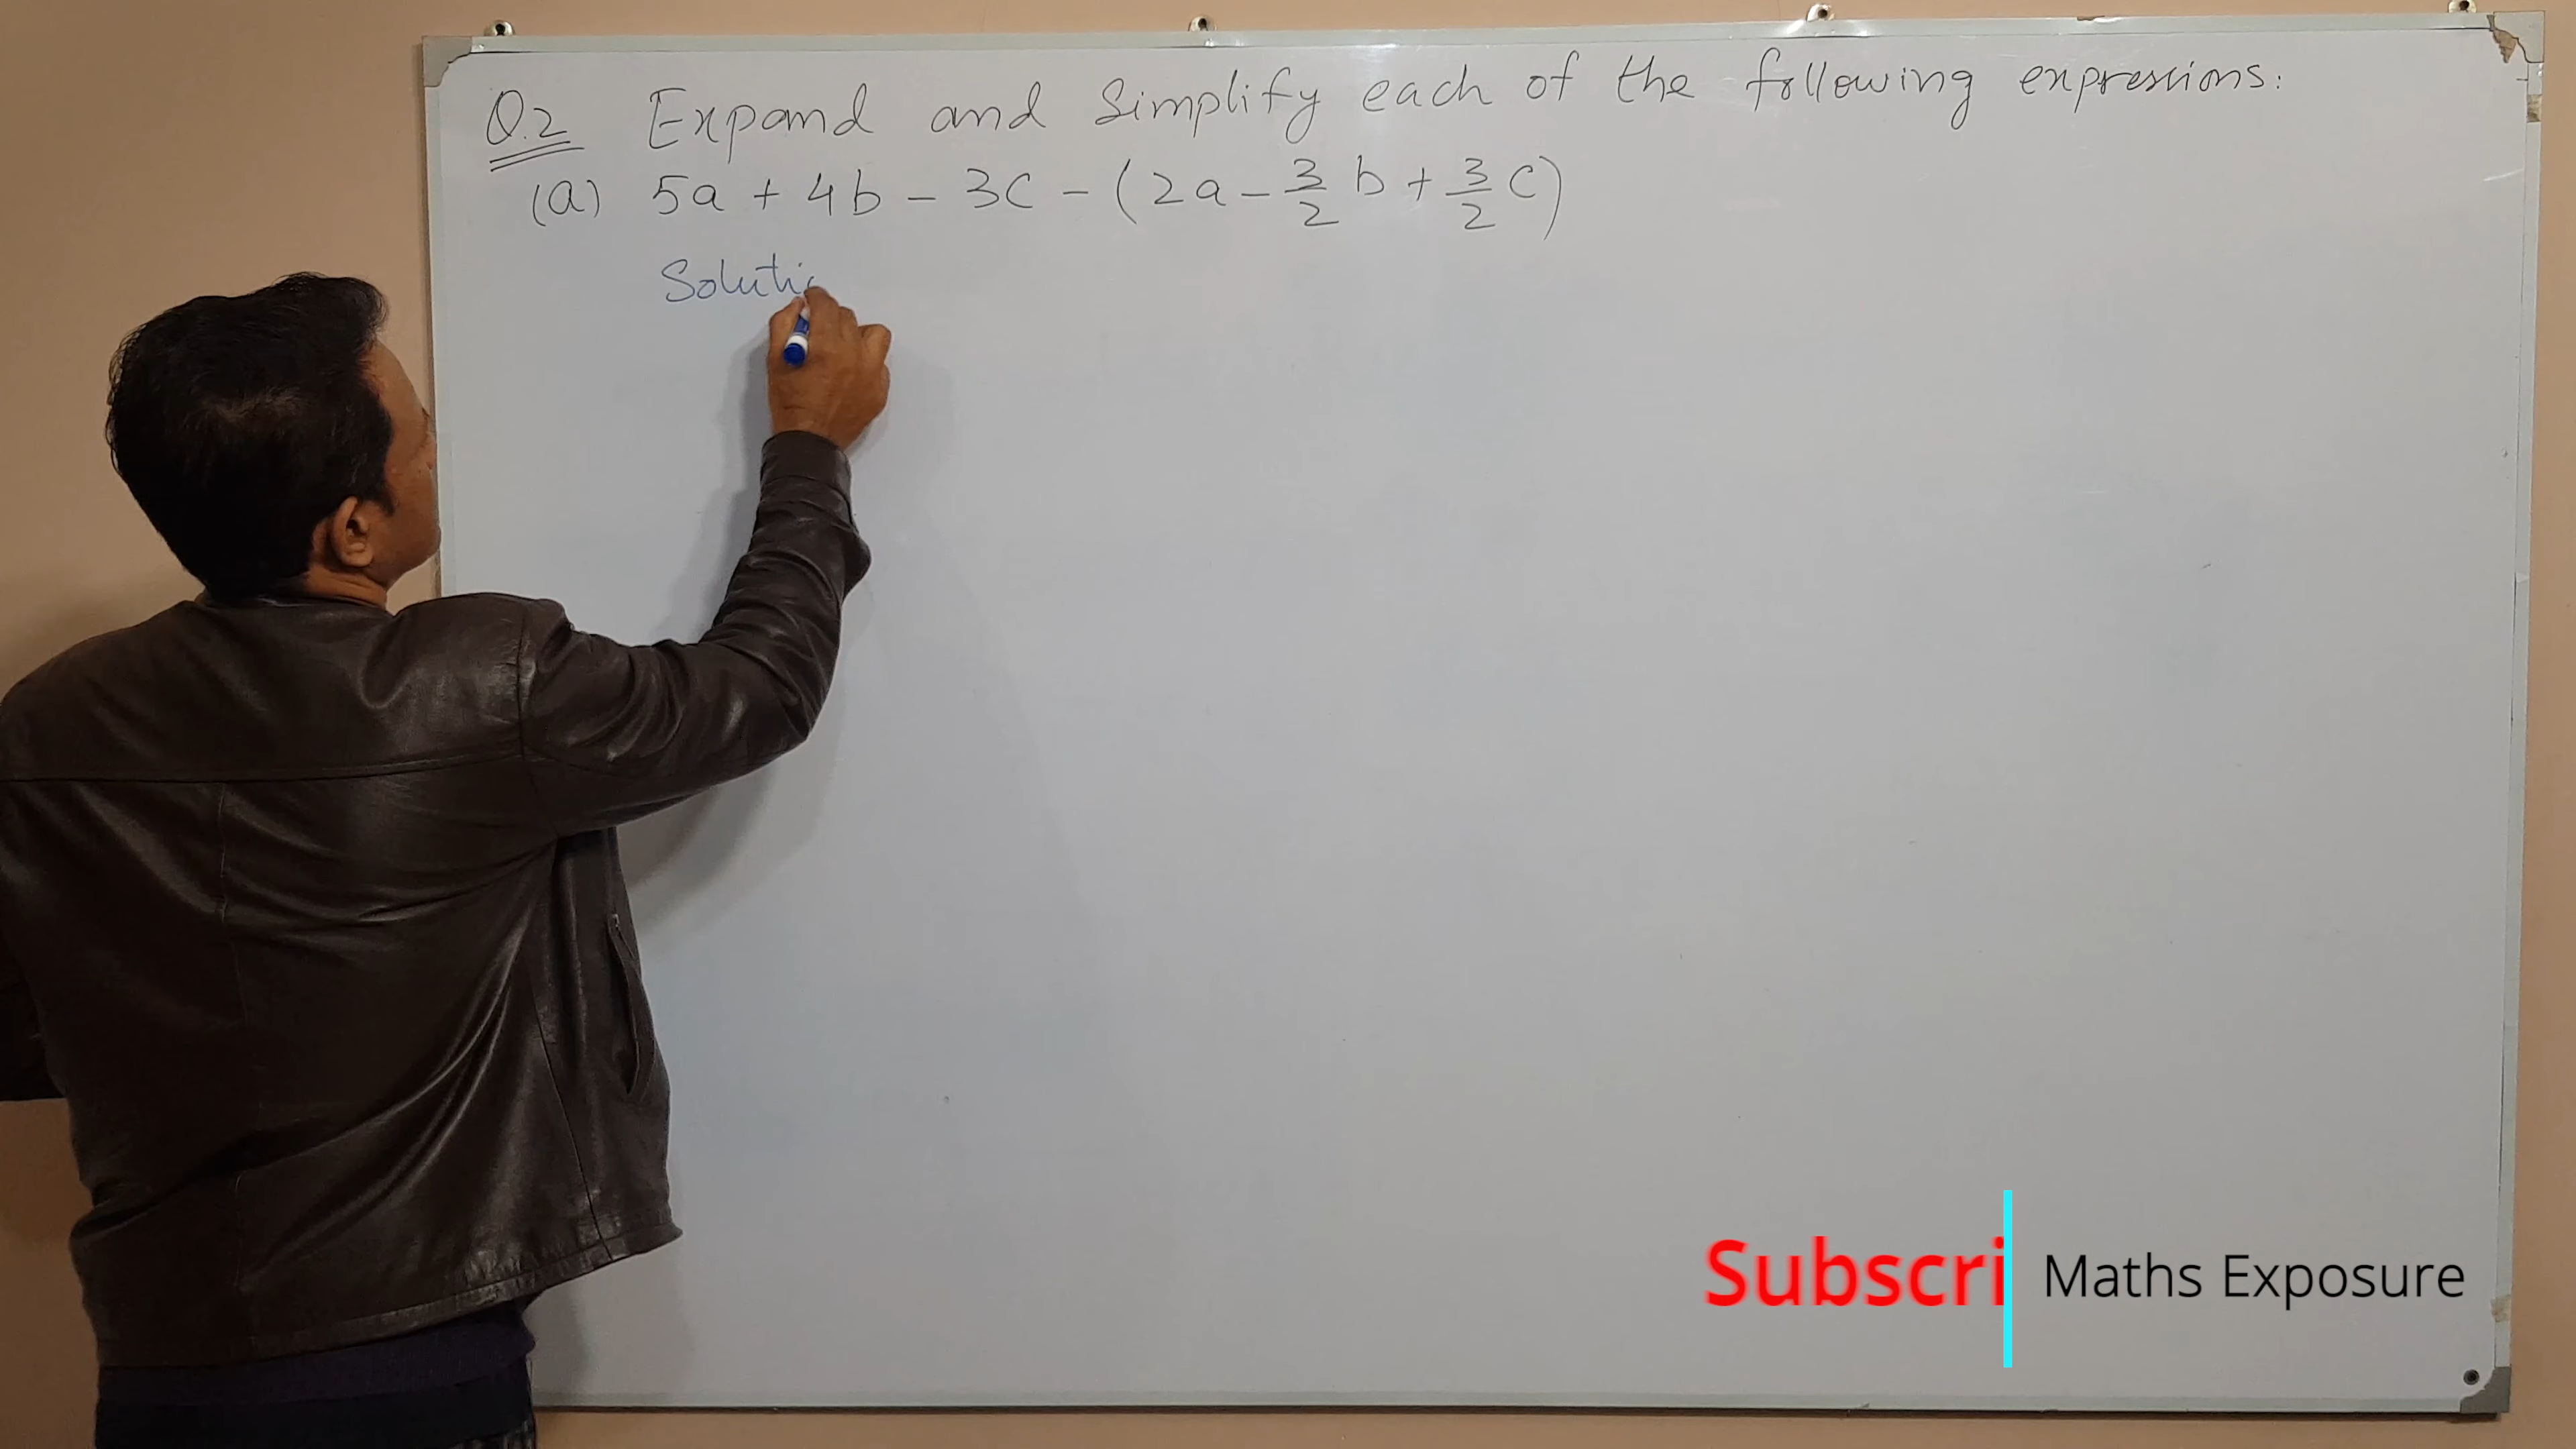 Q.2 Expand and Simplify each of the following expressions:
(a) 5a + 4b - 3c - (2a - 3/2 b + 3/2 c)
Soluti
Subscri Maths Exposure